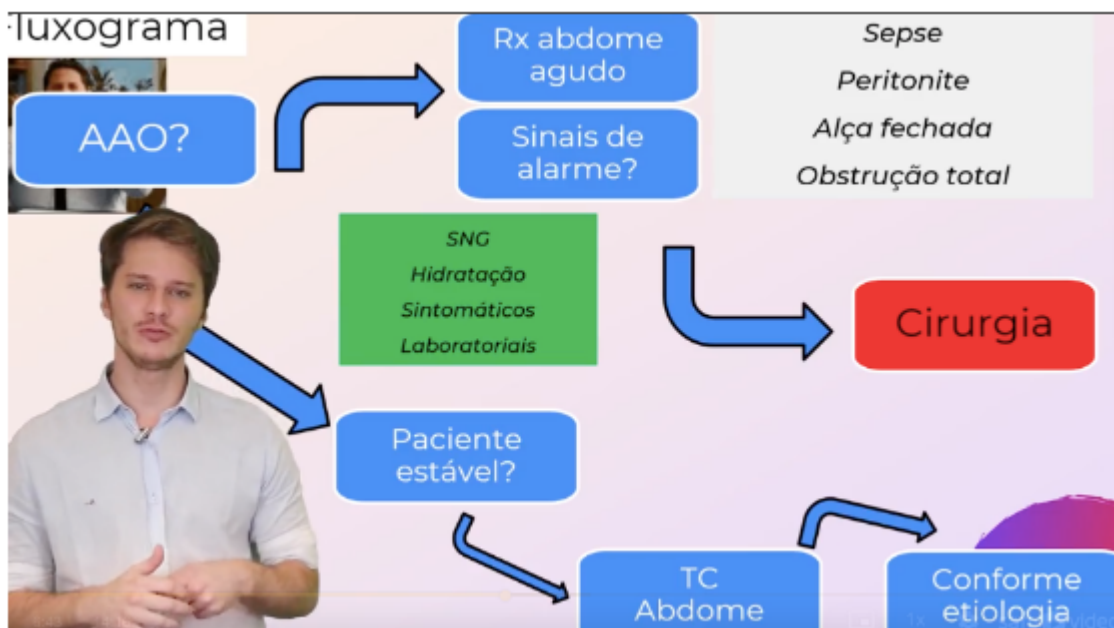 luxograma
AAO?
Rx abdome
agudo
Sinais de
alarme?
Sepse
Peritonite
Alça fechada
Obstrução total
SNG
Hidratação
Sintomáticos
Laboratoriais
Cirurgia
Paciente
estável?
TC
Abdome
Conforme
etiologia
1x